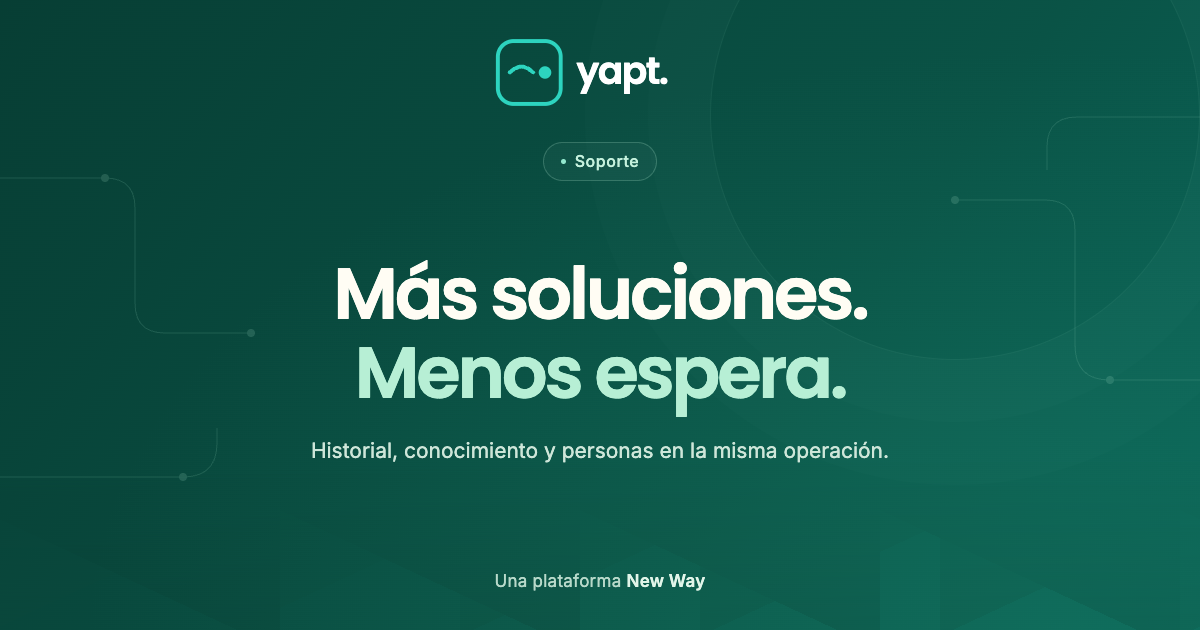 yapt.
• Soporte
Más soluciones.
Menos espera.
Historial, conocimiento y personas en la misma operación.
Una plataforma New Way